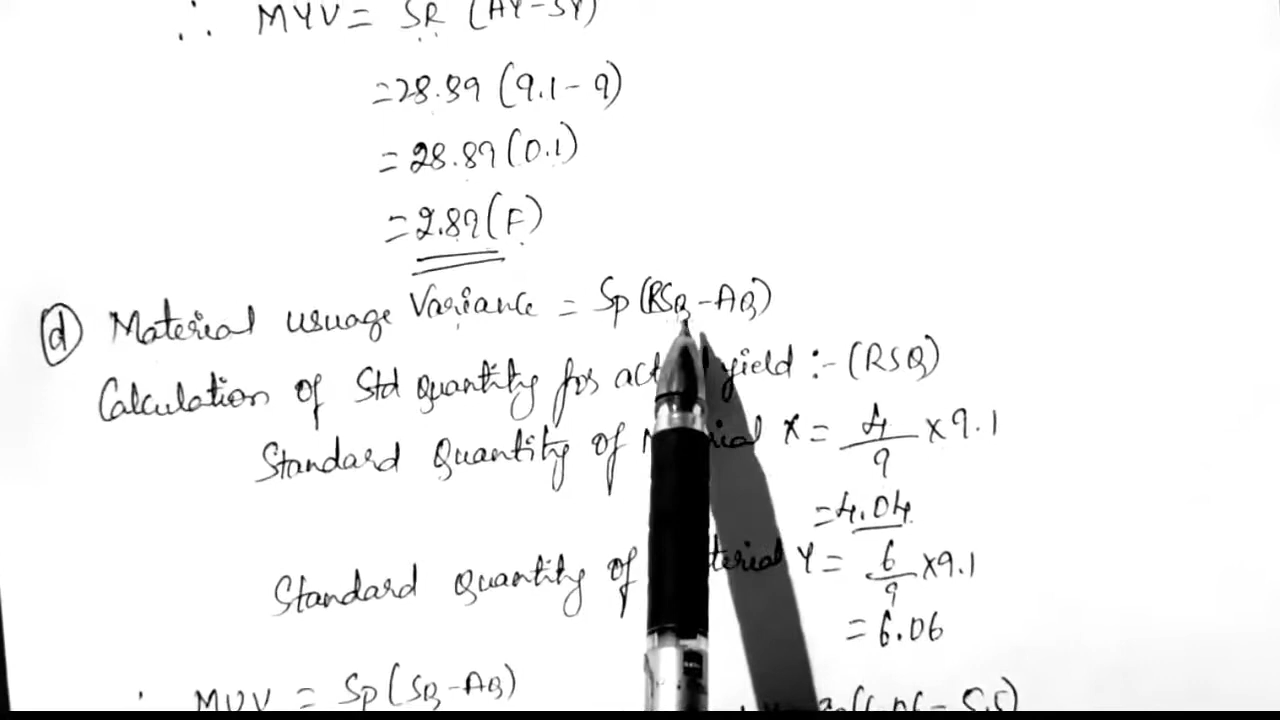 ∴ MYV = SR (AY-SY)
=28.89 (9.1-9)
= 28.89 (0.1)
= 2.89 (F)
(d) Material usuage Variance = Sp (RSQ-AQ)
Calculation of Std Quantity for yield :- (RSQ)
Standard Quantity of X = 4/9 x 9.1
= 4.04
Standard Quantity of Y = 6/9 x 9.1
= 6.06
MUV = Sp (SQ-AQ)